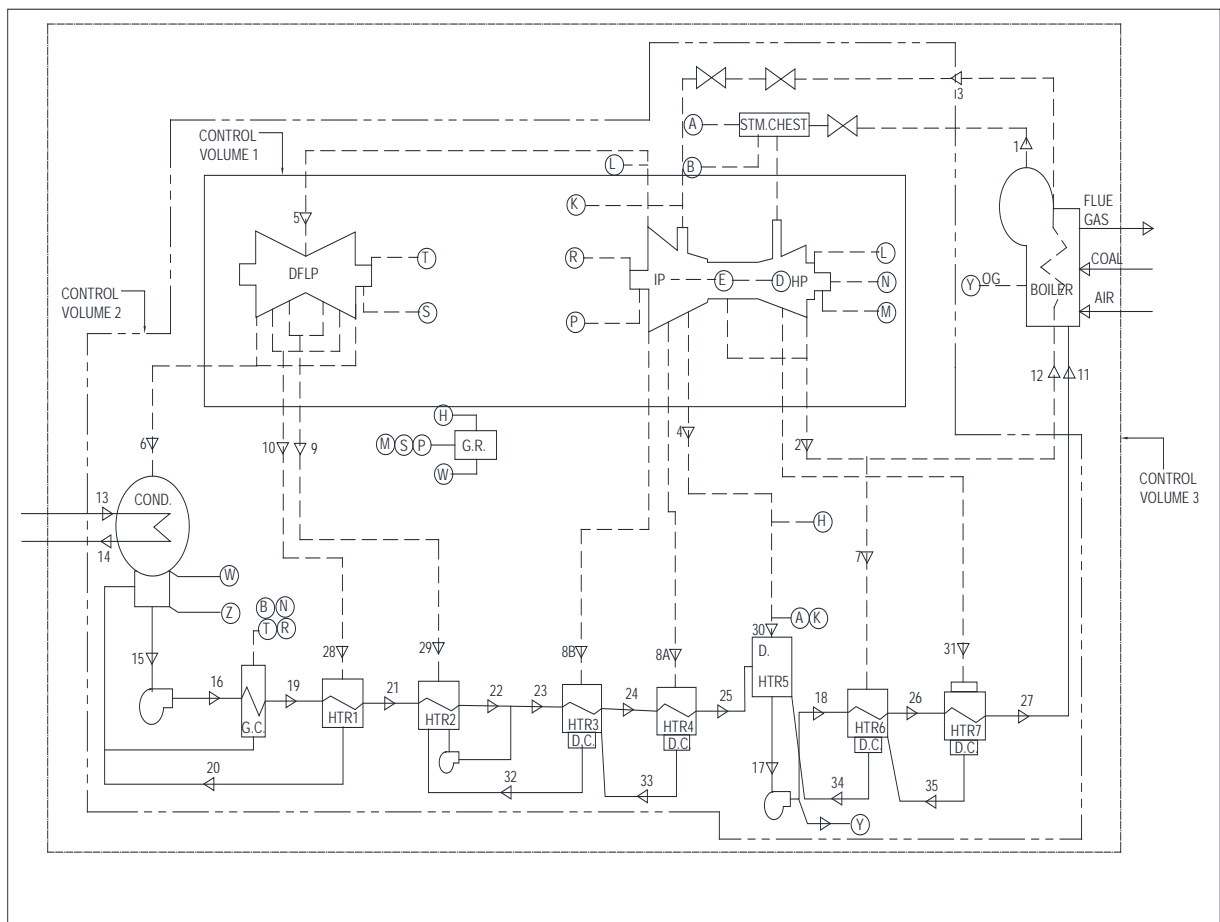 3
A
STM.CHEST
1
CONTROL
VOLUME 1
L
B
K
FLUE
GAS
5
R
T
L
DFLP
IP
E
D
HP
N
COAL
Y
OG
BOILER
CONTROL
VOLUME 2
P
S
M
AIR
12
11
H
4
2
10
9
M
S
P
G.R.
6
W
CONTROL
VOLUME 3
13
COND.
H
14
7
W
B
N
Z
T
R
A
K
30
15
28
29
8B
8A
D.
31
16
19
21
22
23
24
25
HTR5
18
26
27
HTR1
HTR2
HTR3
HTR4
HTR6
HTR7
G.C.
D.C.
D.C.
D.C.
D.C.
20
32
33
17
34
35
Y